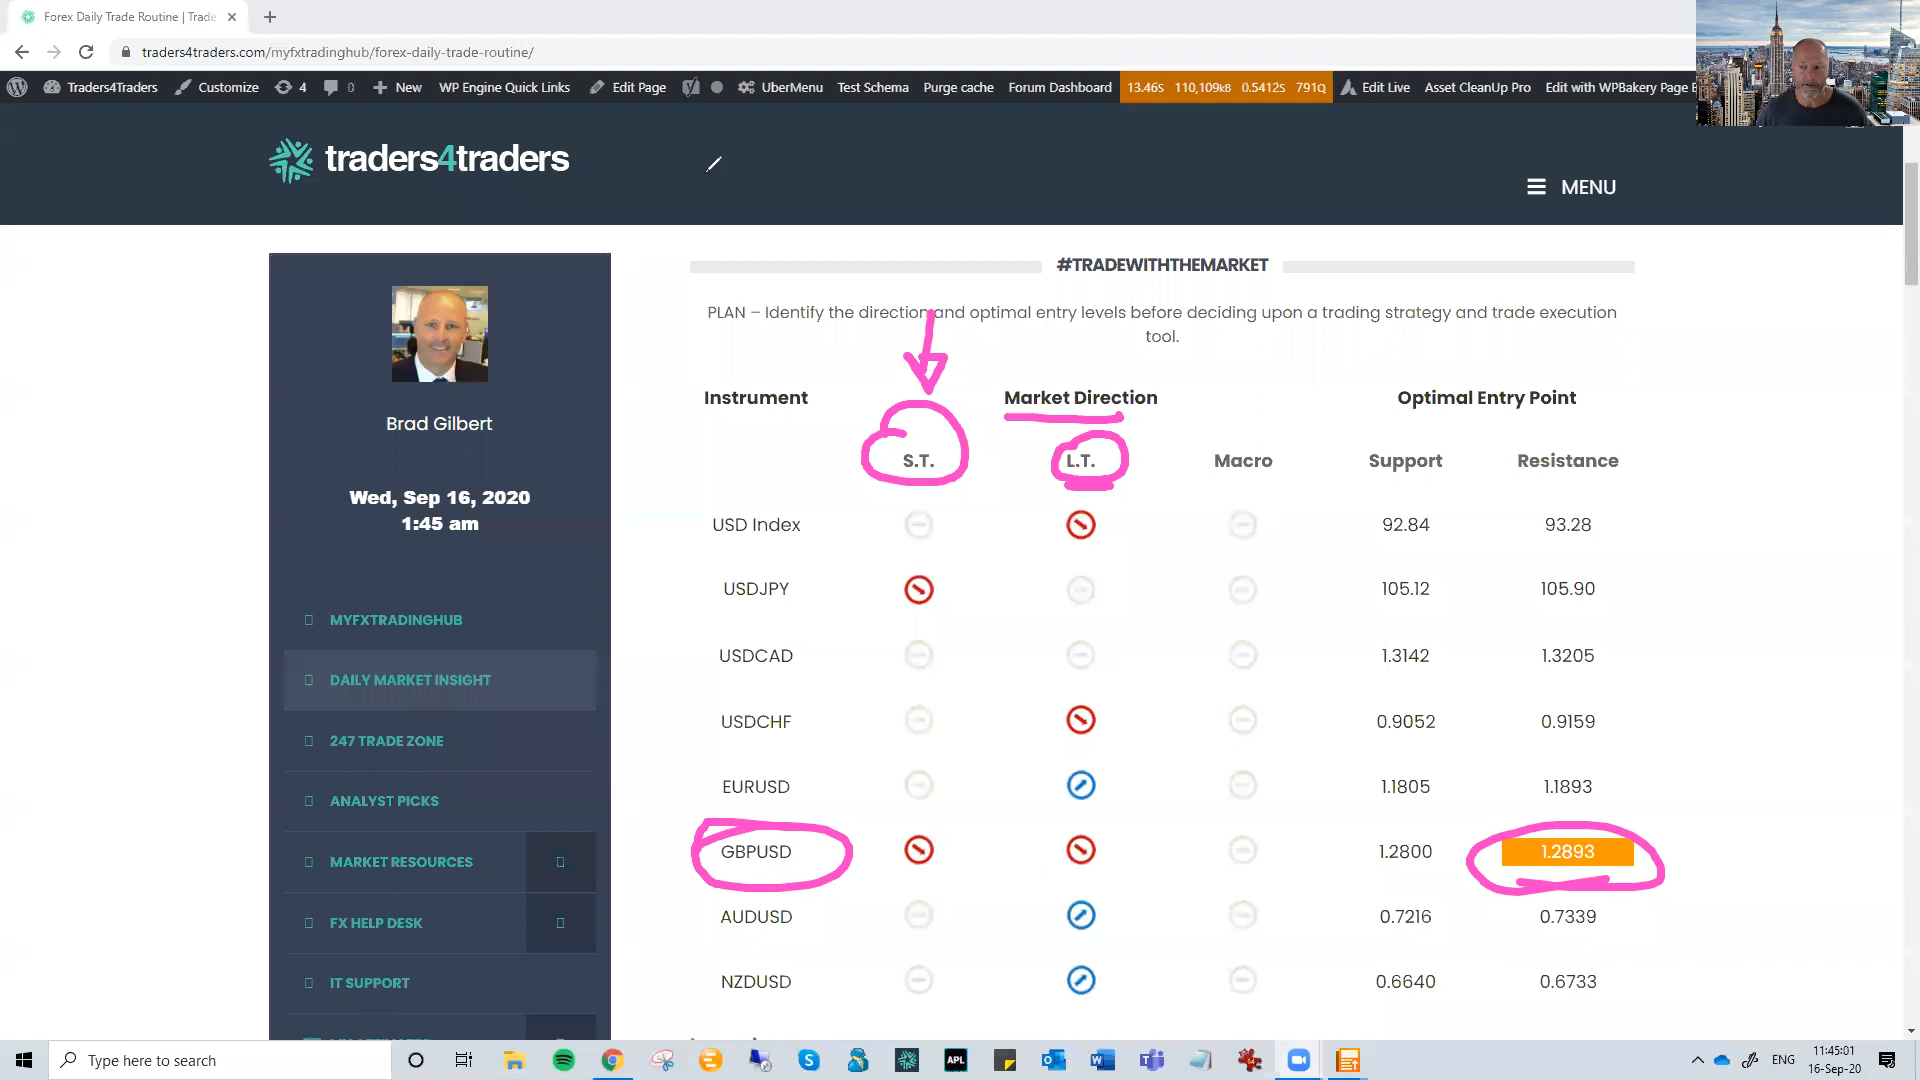 Forex Daily Trade Routine | Trade
traders4traders.com/myfxtradinghub/forex-daily-trade-routine/
Traders4Traders Customize 4 0 New WP Engine Quick Links Edit Page UberMenu Test Schema Purge cache Forum Dashboard 13.46s 110,109kB 0.5412s 791Q Edit Live Asset CleanUp Pro Edit with WPBakery Page
traders4traders
MENU
Brad Gilbert
Wed, Sep 16, 2020
1:45 am
MYFXTRADINGHUB
DAILY MARKET INSIGHT
247 TRADE ZONE
ANALYST PICKS
MARKET RESOURCES
FX HELP DESK
IT SUPPORT
#TRADEWITHTHEMARKET
PLAN – Identify the direction and optimal entry levels before deciding upon a trading strategy and trade execution
tool.
Instrument Market Direction Optimal Entry Point
S.T. L.T. Macro Support Resistance
USD Index 92.84 93.28
USDJPY 105.12 105.90
USDCAD 1.3142 1.3205
USDCHF 0.9052 0.9159
EURUSD 1.1805 1.1893
GBPUSD 1.2800 1.2893
AUDUSD 0.7216 0.7339
NZDUSD 0.6640 0.6733
Type here to search
APL
ENG
11:45:01
16-Sep-20